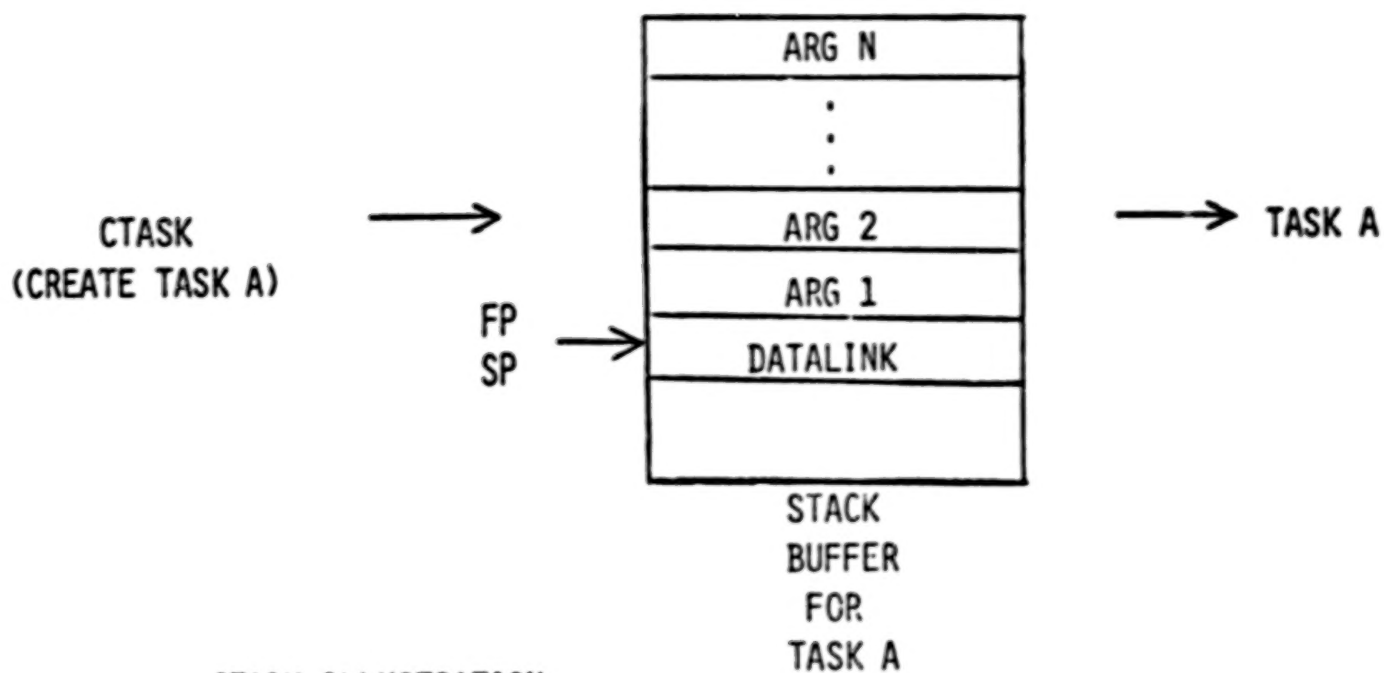 ARG N
.
.
.
CTASK
(CREATE TASK A)
ARG 2
TASK A
ARG 1
FP
SP
DATALINK
STACK
BUFFER
FOR
TASK A